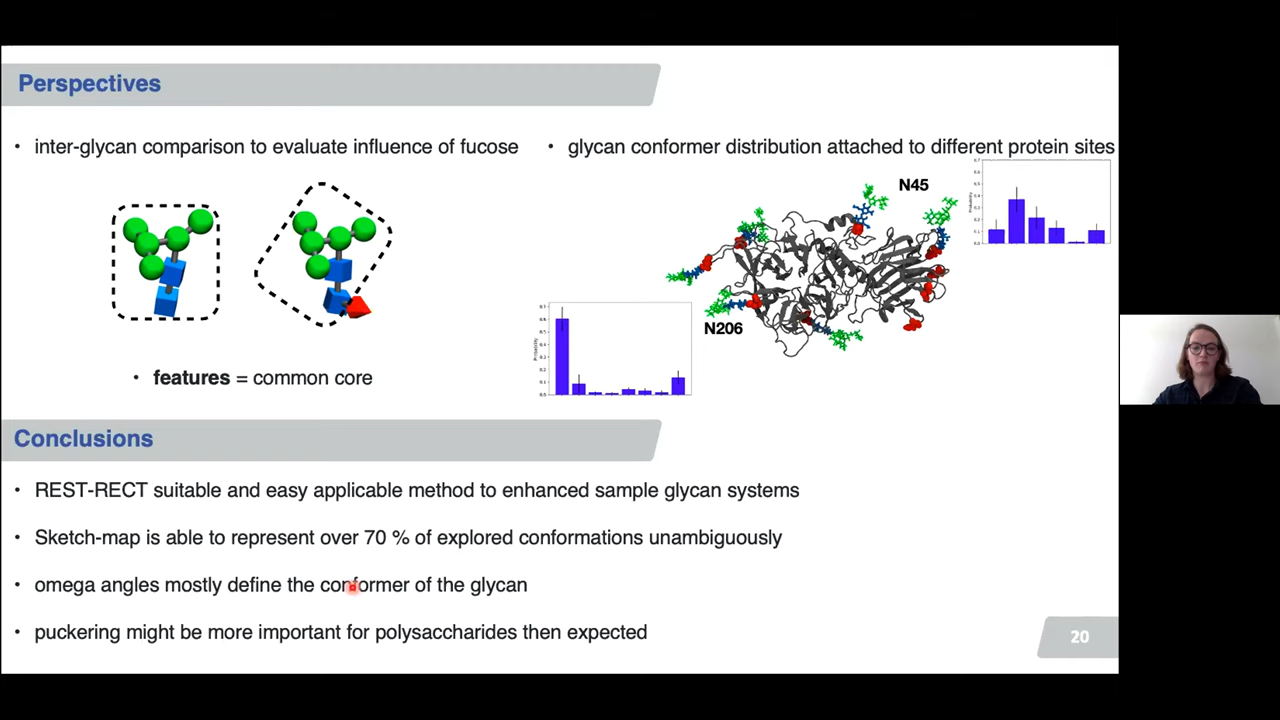 Perspectives
• inter-glycan comparison to evaluate influence of fucose
• glycan conformer distribution attached to different protein sites
N45
Probability
N206
Probability
• features = common core
Conclusions
• REST-RECT suitable and easy applicable method to enhanced sample glycan systems
• Sketch-map is able to represent over 70 % of explored conformations unambiguously
• omega angles mostly define the conformer of the glycan
• puckering might be more important for polysaccharides then expected
20